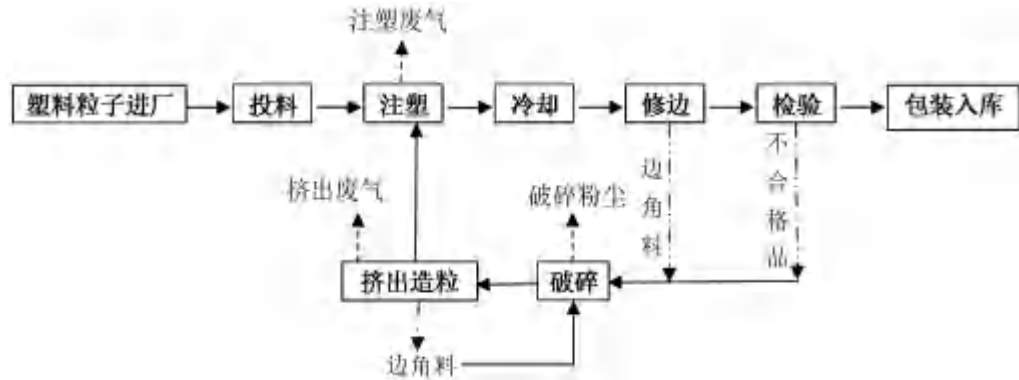 注塑废气
塑料粒子进厂
投料
注塑
冷却
修边
检验
包装入库
边角料
不合格品
挤出废气
破碎粉尘
挤出造粒
破碎
边角料